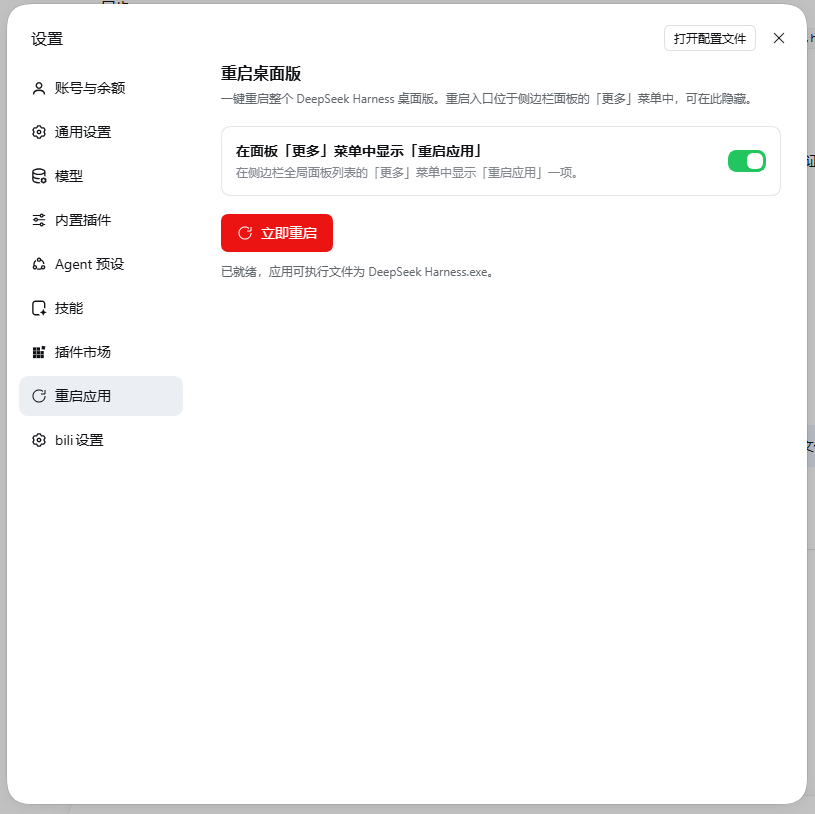 设置
打开配置文件
账号与余额
通用设置
模型
内置插件
Agent 预设
技能
插件市场
重启应用
bili 设置
重启桌面版
一键重启整个 DeepSeek Harness 桌面版。重启入口位于侧边栏面板的「更多」菜单中，可在此隐藏。
在面板「更多」菜单中显示「重启应用」
在侧边栏全局面板列表的「更多」菜单中显示「重启应用」一项。
立即重启
已就绪，应用可执行文件为 DeepSeek Harness.exe。